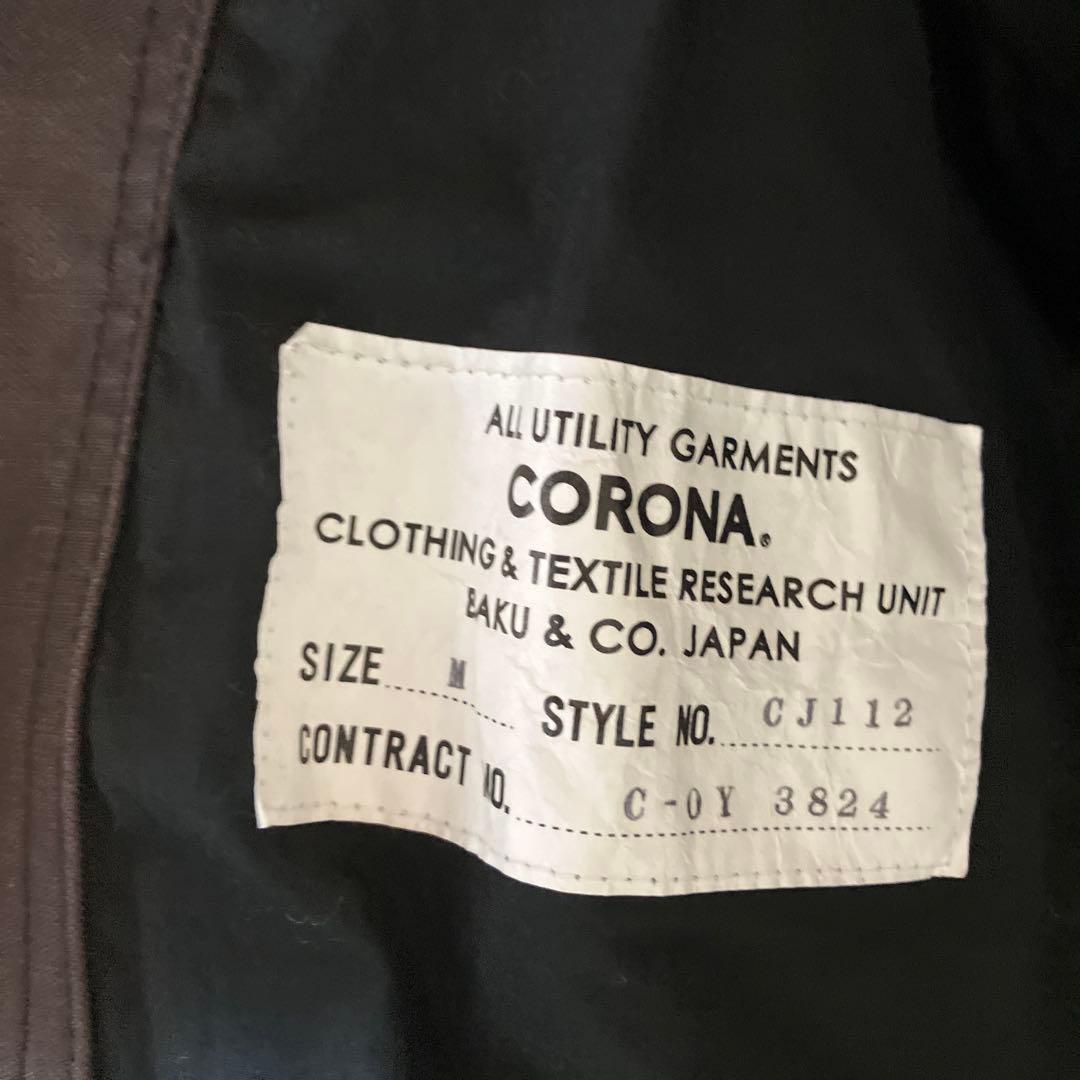 ALL UTILITY GARMENTS
CORONA.®
CLOTHING & TEXTILE RESEARCH UNIT
BAKU & CO. JAPAN
SIZE M STYLE NO. CJ112
CONTRACT NO. C-0Y 3824